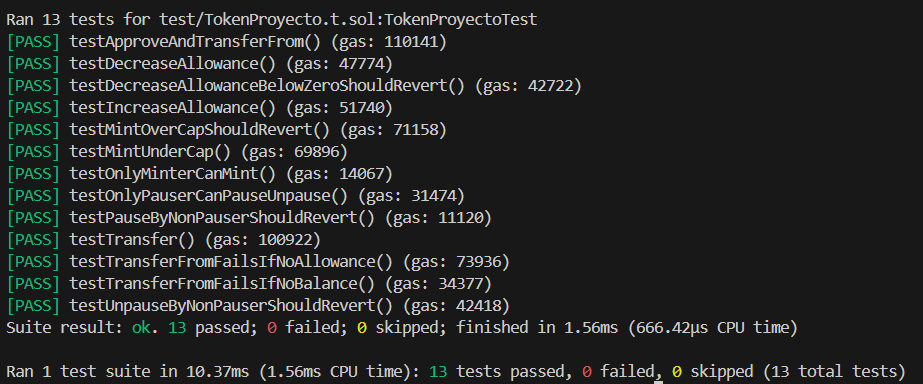 Ran 13 tests for test/TokenProyecto.t.sol:TokenProyectoTest
[PASS] testApproveAndTransferFrom() (gas: 110141)
[PASS] testDecreaseAllowance() (gas: 47774)
[PASS] testDecreaseAllowanceBelowZeroShouldRevert() (gas: 42722)
[PASS] testIncreaseAllowance() (gas: 51740)
[PASS] testMintOverCapShouldRevert() (gas: 71158)
[PASS] testMintUnderCap() (gas: 69896)
[PASS] testOnlyMinterCanMint() (gas: 14067)
[PASS] testOnlyPauserCanPauseUnpause() (gas: 31474)
[PASS] testPauseByNonPauserShouldRevert() (gas: 11120)
[PASS] testTransfer() (gas: 100922)
[PASS] testTransferFromFailsIfNoAllowance() (gas: 73936)
[PASS] testTransferFromFailsIfNoBalance() (gas: 34377)
[PASS] testUnpauseByNonPauserShouldRevert() (gas: 42418)
Suite result: ok. 13 passed; 0 failed; 0 skipped; finished in 1.56ms (666.42µs CPU time)
Ran 1 test suite in 10.37ms (1.56ms CPU time): 13 tests passed, 0 failed, 0 skipped (13 total tests)